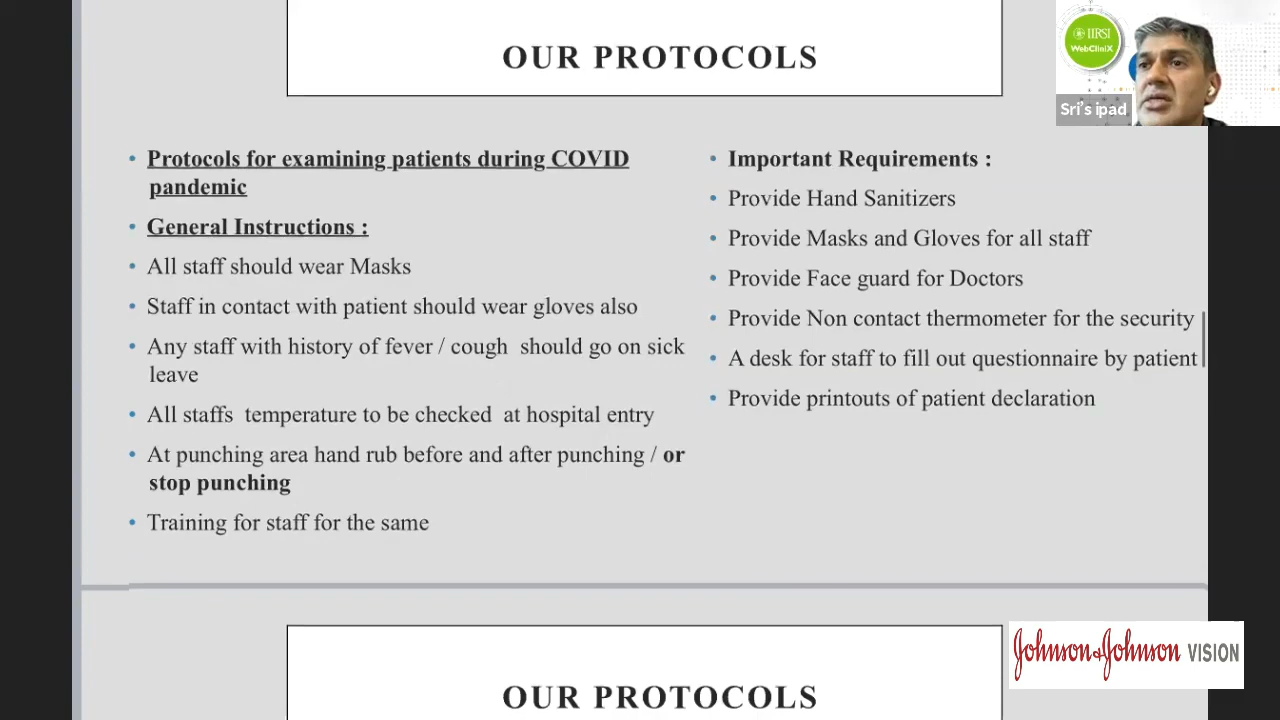 OUR PROTOCOLS
IIRSI
WebCliniX
Sri's ipad
Protocols for examining patients during COVID
pandemic
General Instructions :
All staff should wear Masks
Staff in contact with patient should wear gloves also
Any staff with history of fever / cough should go on sick
leave
All staffs temperature to be checked at hospital entry
At punching area hand rub before and after punching / or
stop punching
Training for staff for the same
Important Requirements :
Provide Hand Sanitizers
Provide Masks and Gloves for all staff
Provide Face guard for Doctors
Provide Non contact thermometer for the security
A desk for staff to fill out questionnaire by patient
Provide printouts of patient declaration
OUR PROTOCOLS
Johnson & Johnson VISION